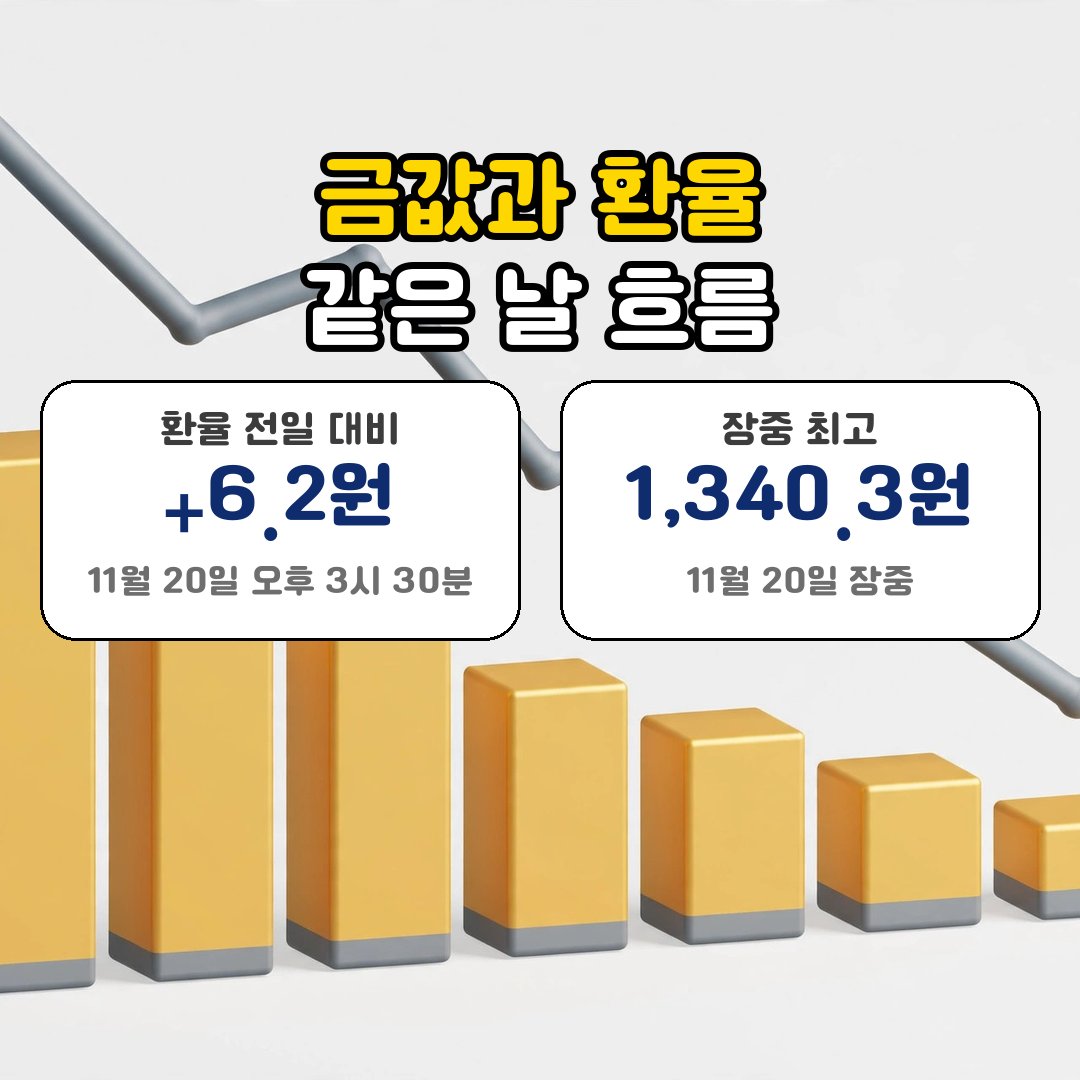 금값과 환율
같은 날 흐름
환율 전일 대비
+6.2원
11월 20일 오후 3시 30분
장중 최고
1,340.3원
11월 20일 장중